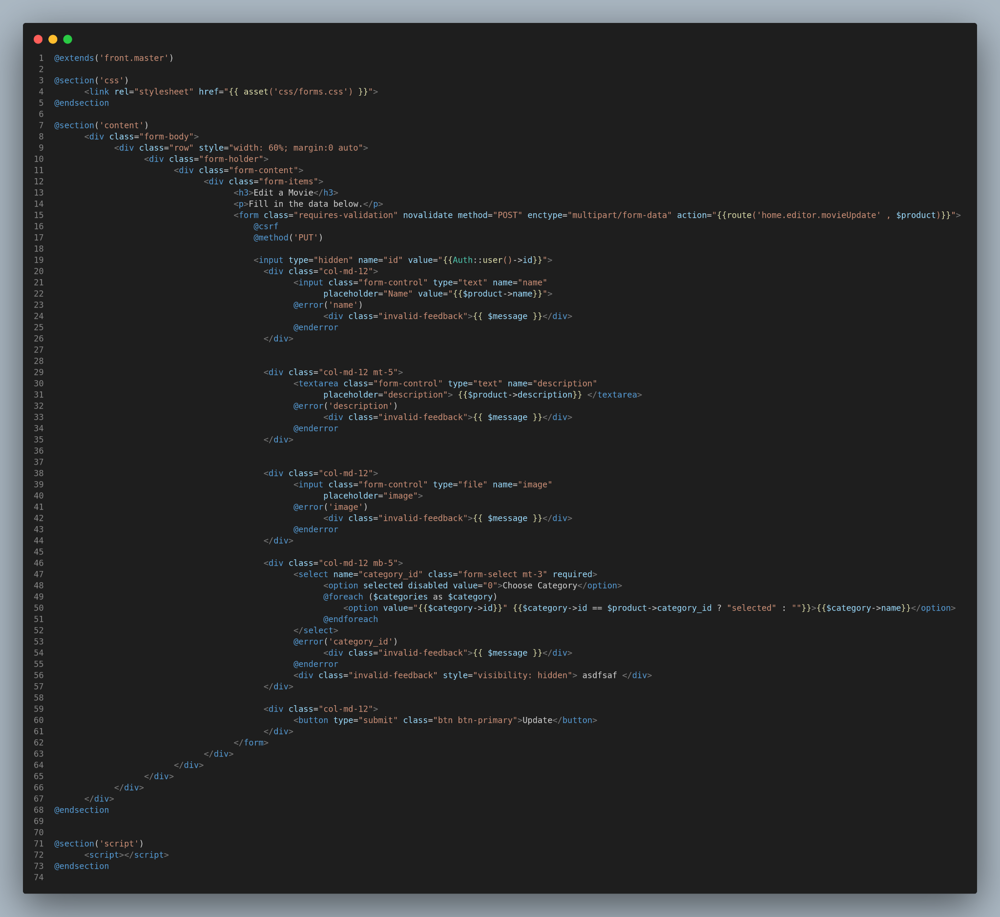 1 @extends('front.master')
2
3 @section('css')
4 <link rel="stylesheet" href="{{ asset('css/forms.css') }}">
5 @endsection
6
7 @section('content')
8 <div class="form-body">
9 <div class="row" style="width: 60%; margin:0 auto">
10 <div class="form-holder">
11 <div class="form-content">
12 <div class="form-items">
13 <h3>Edit a Movie</h3>
14 <p>Fill in the data below.</p>
15 <form class="requires-validation" novalidate method="POST" enctype="multipart/form-data" action="{{route('home.editor.movieUpdate' , $product)}}">
16 @csrf
17 @method('PUT')
18
19 <input type="hidden" name="id" value="{{Auth::user()->id}}">
20 <div class="col-md-12">
21 <input class="form-control" type="text" name="name"
22 placeholder="Name" value="{{$product->name}}">
23 @error('name')
24 <div class="invalid-feedback">{{ $message }}</div>
25 @enderror
26 </div>
27
28
29 <div class="col-md-12 mt-5">
30 <textarea class="form-control" type="text" name="description"
31 placeholder="description"> {{$product->description}} </textarea>
32 @error('description')
33 <div class="invalid-feedback">{{ $message }}</div>
34 @enderror
35 </div>
36
37
38 <div class="col-md-12">
39 <input class="form-control" type="file" name="image"
40 placeholder="image">
41 @error('image')
42 <div class="invalid-feedback">{{ $message }}</div>
43 @enderror
44 </div>
45
46 <div class="col-md-12 mb-5">
47 <select name="category_id" class="form-select mt-3" required>
48 <option selected disabled value="0">Choose Category</option>
49 @foreach ($categories as $category)
50 <option value="{{$category->id}}" {{$category->id == $product->category_id ? "selected" : ""}}>{{$category->name}}</option>
51 @endforeach
52 </select>
53 @error('category_id')
54 <div class="invalid-feedback">{{ $message }}</div>
55 @enderror
56 <div class="invalid-feedback" style="visibility: hidden"> asdfsaf </div>
57 </div>
58
59 <div class="col-md-12">
60 <button type="submit" class="btn btn-primary">Update</button>
61 </div>
62 </form>
63 </div>
64 </div>
65 </div>
66 </div>
67 </div>
68 @endsection
69
70
71 @section('script')
72 <script></script>
73 @endsection
74